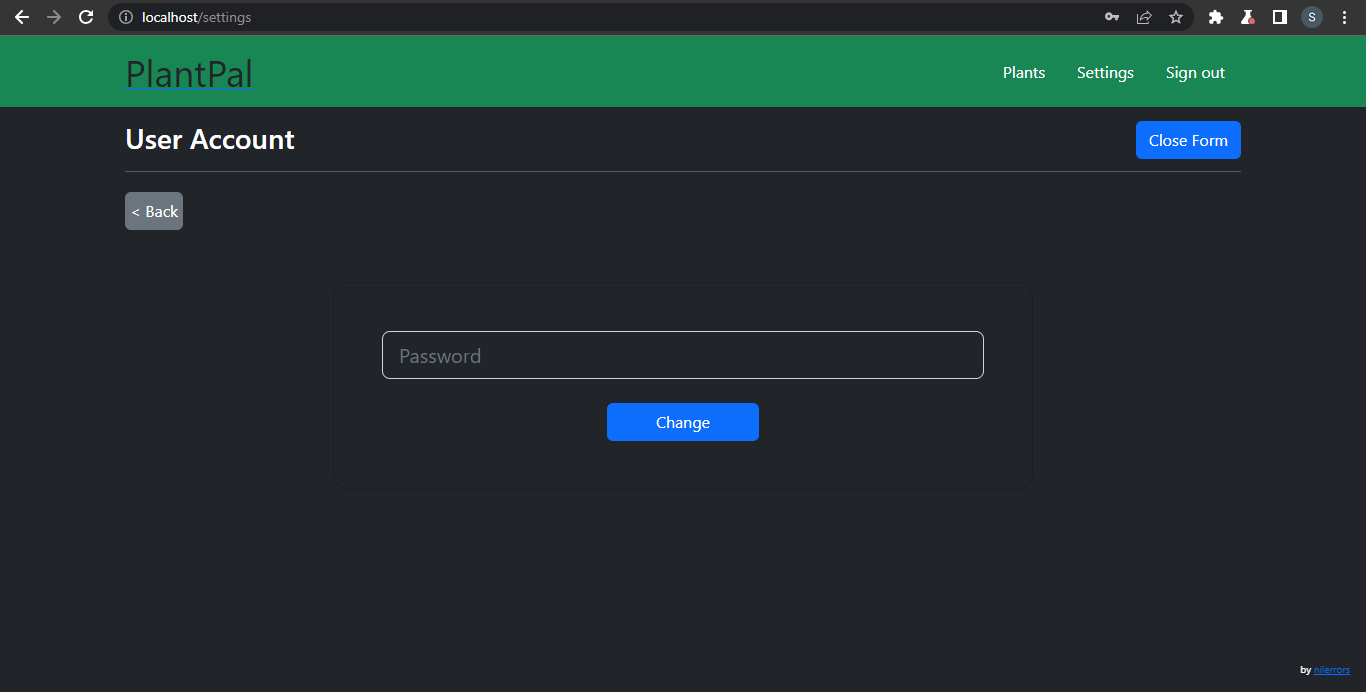 localhost/settings
S
PlantPal
Plants Settings Sign out
User Account
Close Form
< Back
Password
Change
by nilerrors